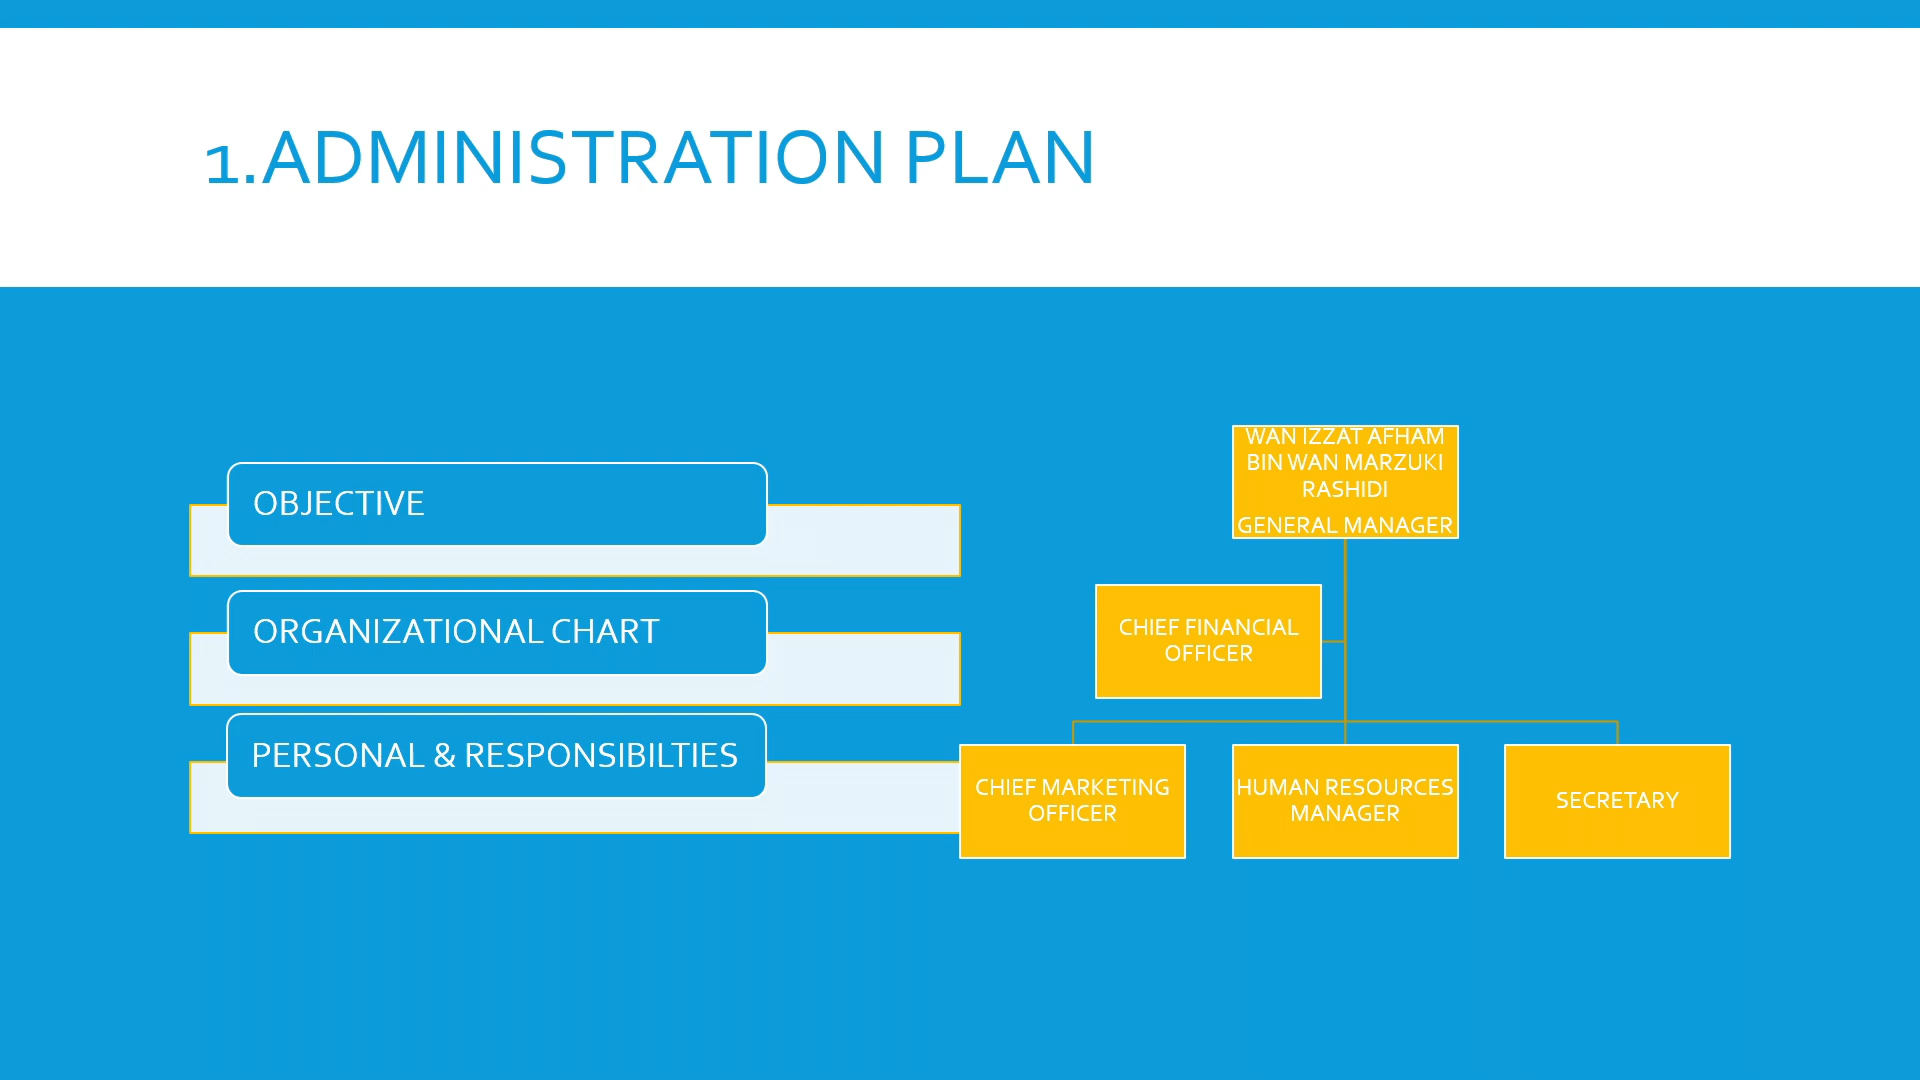 1.ADMINISTRATION PLAN
OBJECTIVE
ORGANIZATIONAL CHART
PERSONAL & RESPONSIBILTIES
WAN IZZAT AFHAM
BIN WAN MARZUKI
RASHIDI
GENERAL MANAGER
CHIEF FINANCIAL
OFFICER
CHIEF MARKETING
OFFICER
HUMAN RESOURCES
MANAGER
SECRETARY